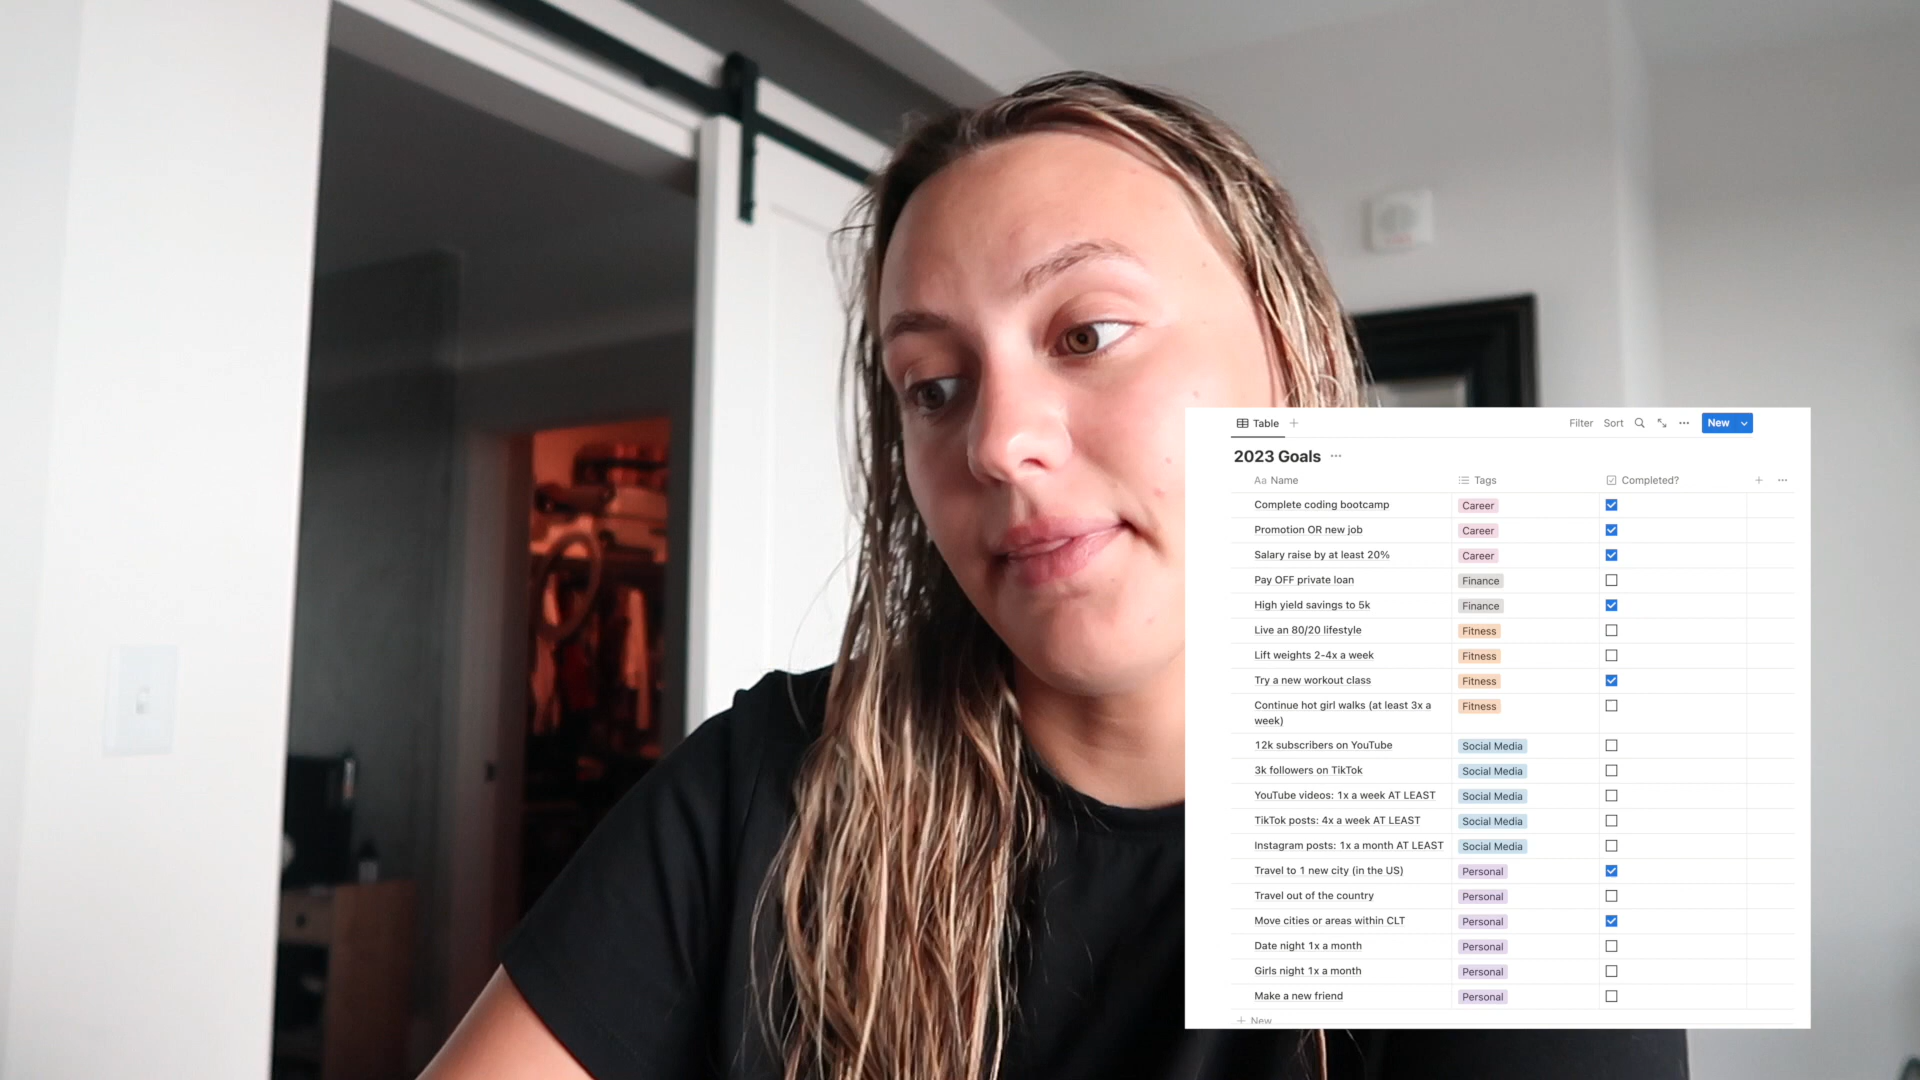 Table
Filter Sort New
2023 Goals
Aa Name Tags Completed?
Complete coding bootcamp Career
Promotion OR new job Career
Salary raise by at least 20% Career
Pay OFF private loan Finance
High yield savings to 5k Finance
Live an 80/20 lifestyle Fitness
Lift weights 2-4x a week Fitness
Try a new workout class Fitness
Continue hot girl walks (at least 3x a Fitness
week)
12k subscribers on YouTube Social Media
3k followers on TikTok Social Media
YouTube videos: 1x a week AT LEAST Social Media
TikTok posts: 4x a week AT LEAST Social Media
Instagram posts: 1x a month AT LEAST Social Media
Travel to 1 new city (in the US) Personal
Travel out of the country Personal
Move cities or areas within CLT Personal
Date night 1x a month Personal
Girls night 1x a month Personal
Make a new friend Personal
New